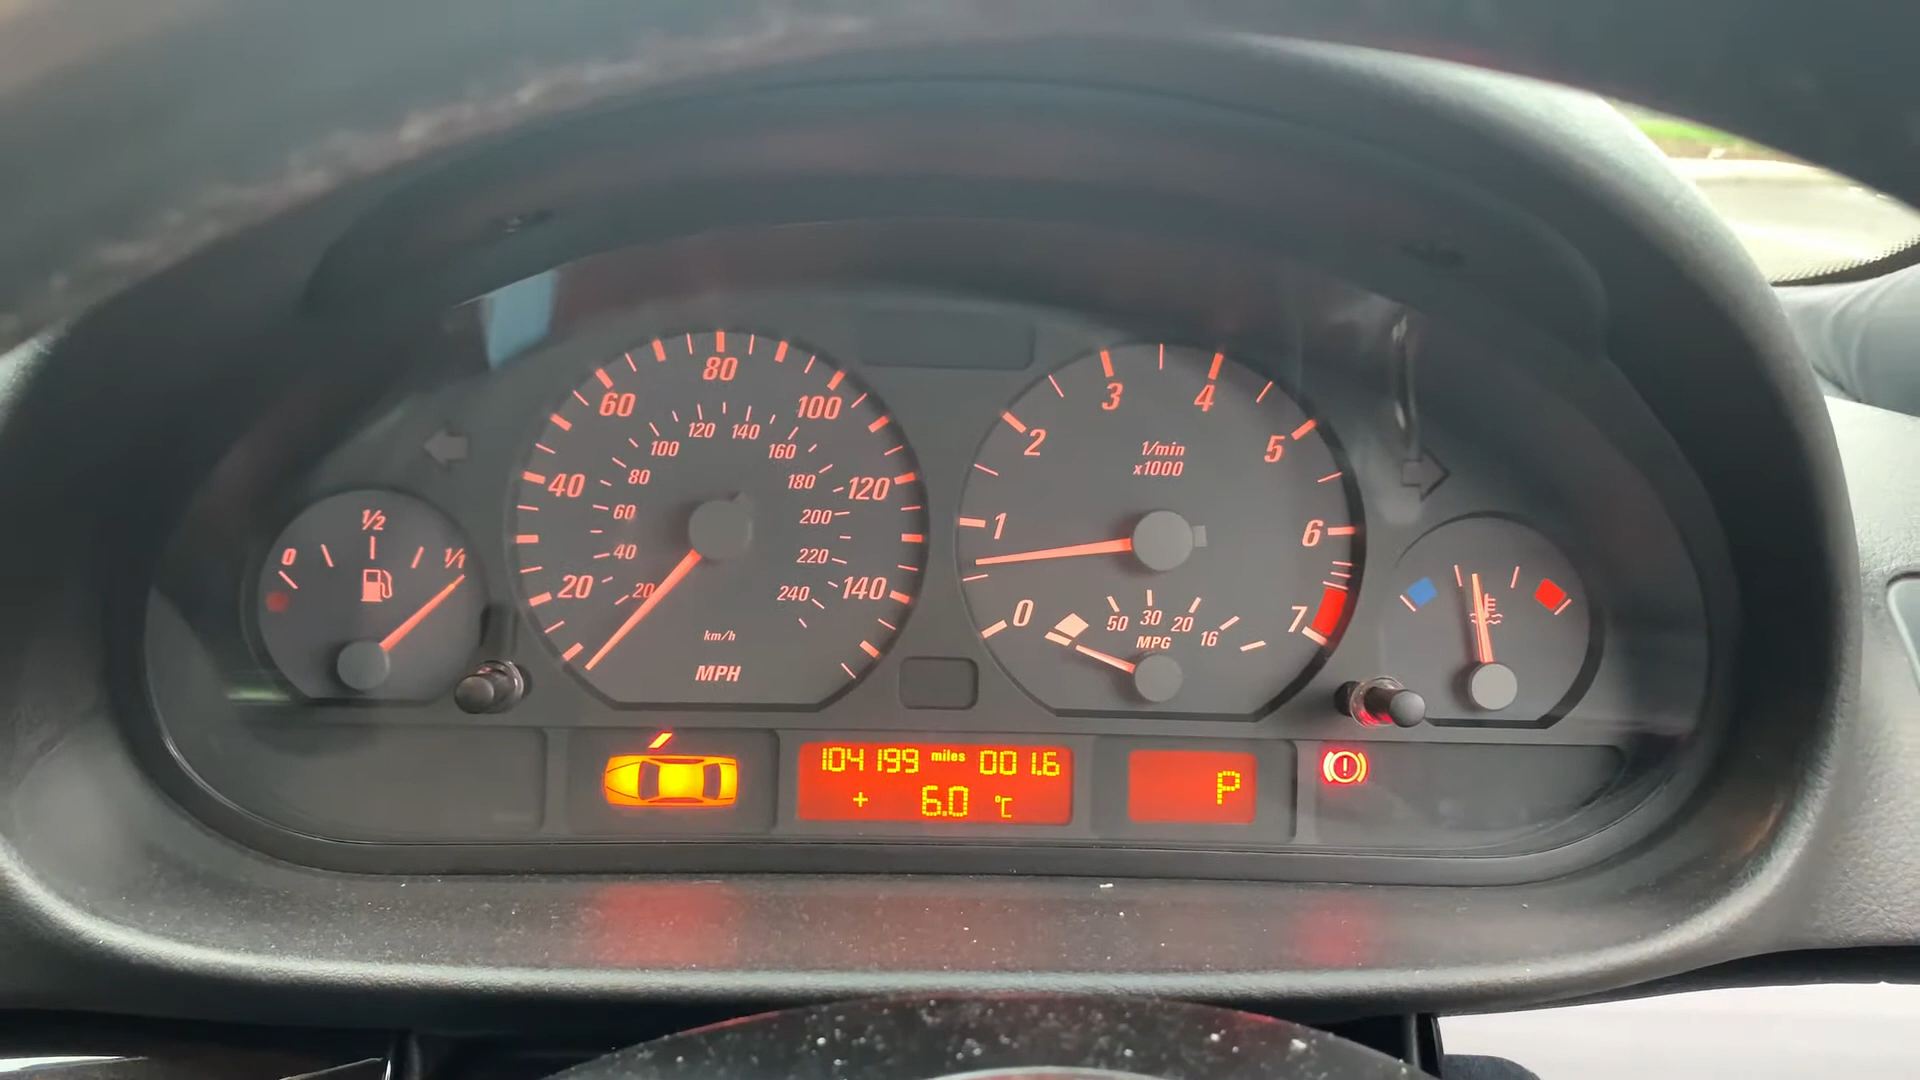 0 1/2 1/1
20 40 60 80 100 120 140
20 40 60 80 100 120 140 160 180 200 220 240
km/h
MPH
0 1 2 3 4 5 6 7
1/min
x1000
50 30 20 16
MPG
104199 miles 001.6
+ 6.0 °C
P
!